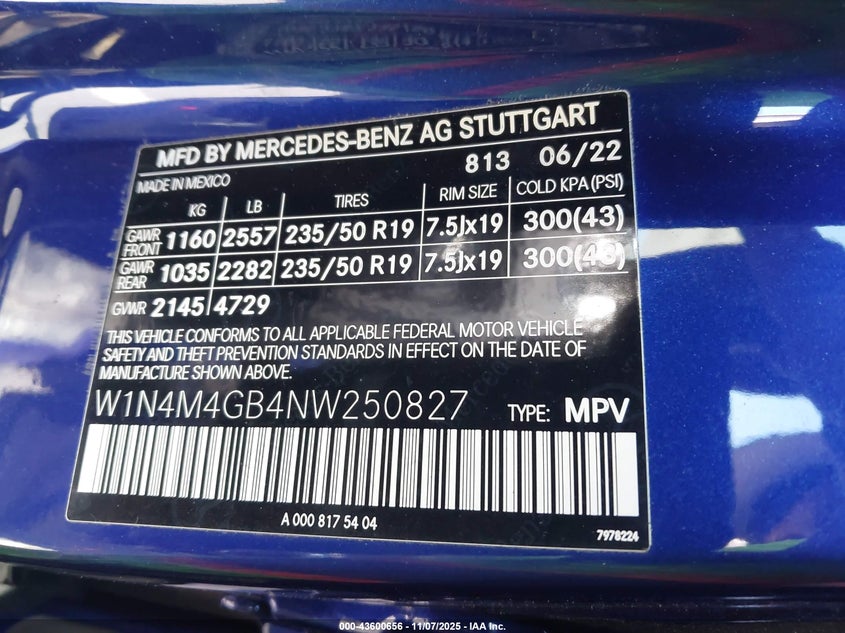 MFD BY MERCEDES-BENZ AG STUTTGART
MADE IN MEXICO 813 06/22
KG LB TIRES RIM SIZE COLD KPA (PSI)
GAWR FRONT 1160 2557 235/50 R19 7.5Jx19 300(43)
GAWR REAR 1035 2282 235/50 R19 7.5Jx19 300(43)
GVWR 2145 4729
THIS VEHICLE CONFORMS TO ALL APPLICABLE FEDERAL MOTOR VEHICLE
SAFETY AND THEFT PREVENTION STANDARDS IN EFFECT ON THE DATE OF
MANUFACTURE SHOWN ABOVE.
W1N4M4GB4NW250827 TYPE: MPV
A 000 817 54 04
7978224
000-43600656 - 11/07/2025 - IAA Inc.